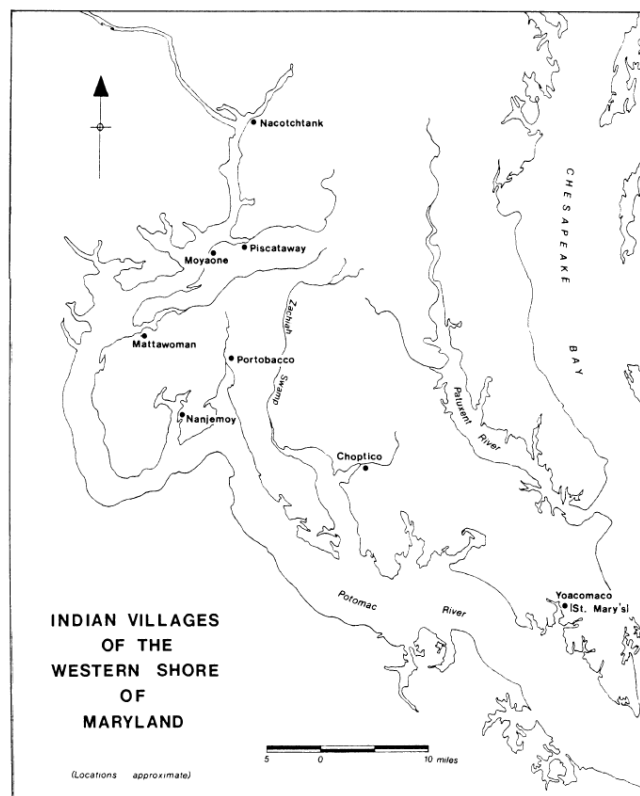 Nacotchtank
CHESAPEAKE
BAY
Piscataway
Moyaone
Zachiah
Swamp
Mattawoman
Portobacco
Nanjemoy
Patuxent
River
Choptico
Yoacomaco
(St. Mary's)
Potomac
River
INDIAN VILLAGES
OF THE
WESTERN SHORE
OF
MARYLAND
5 0 10 miles
(Locations approximate)